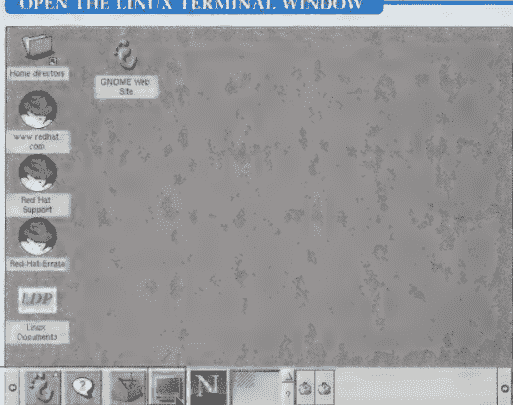 OPEN THE LINUX TERMINAL WINDOW
Home directory
GNOME Web
Site
www.redhat.
com
Red Hat
Support
Red Hat Errata
LDP
Linux
Documents
N